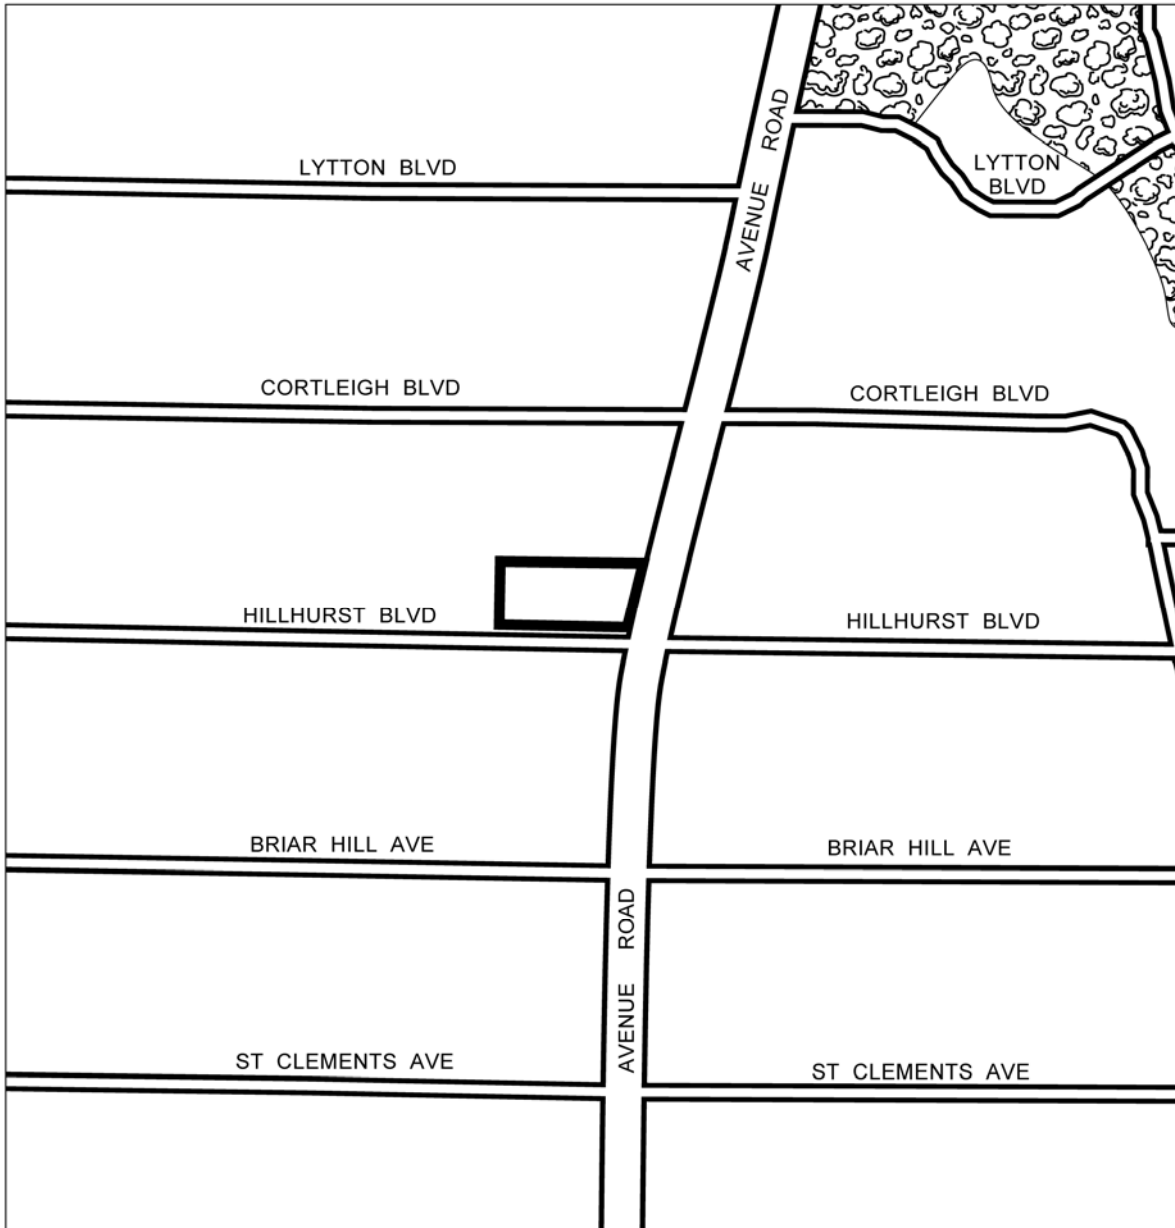 AVENUE ROAD
LYTTON BLVD
LYTTON
BLVD
CORTLEIGH BLVD
CORTLEIGH BLVD
HILLHURST BLVD
HILLHURST BLVD
BRIAR HILL AVE
BRIAR HILL AVE
AVENUE ROAD
ST CLEMENTS AVE
ST CLEMENTS AVE